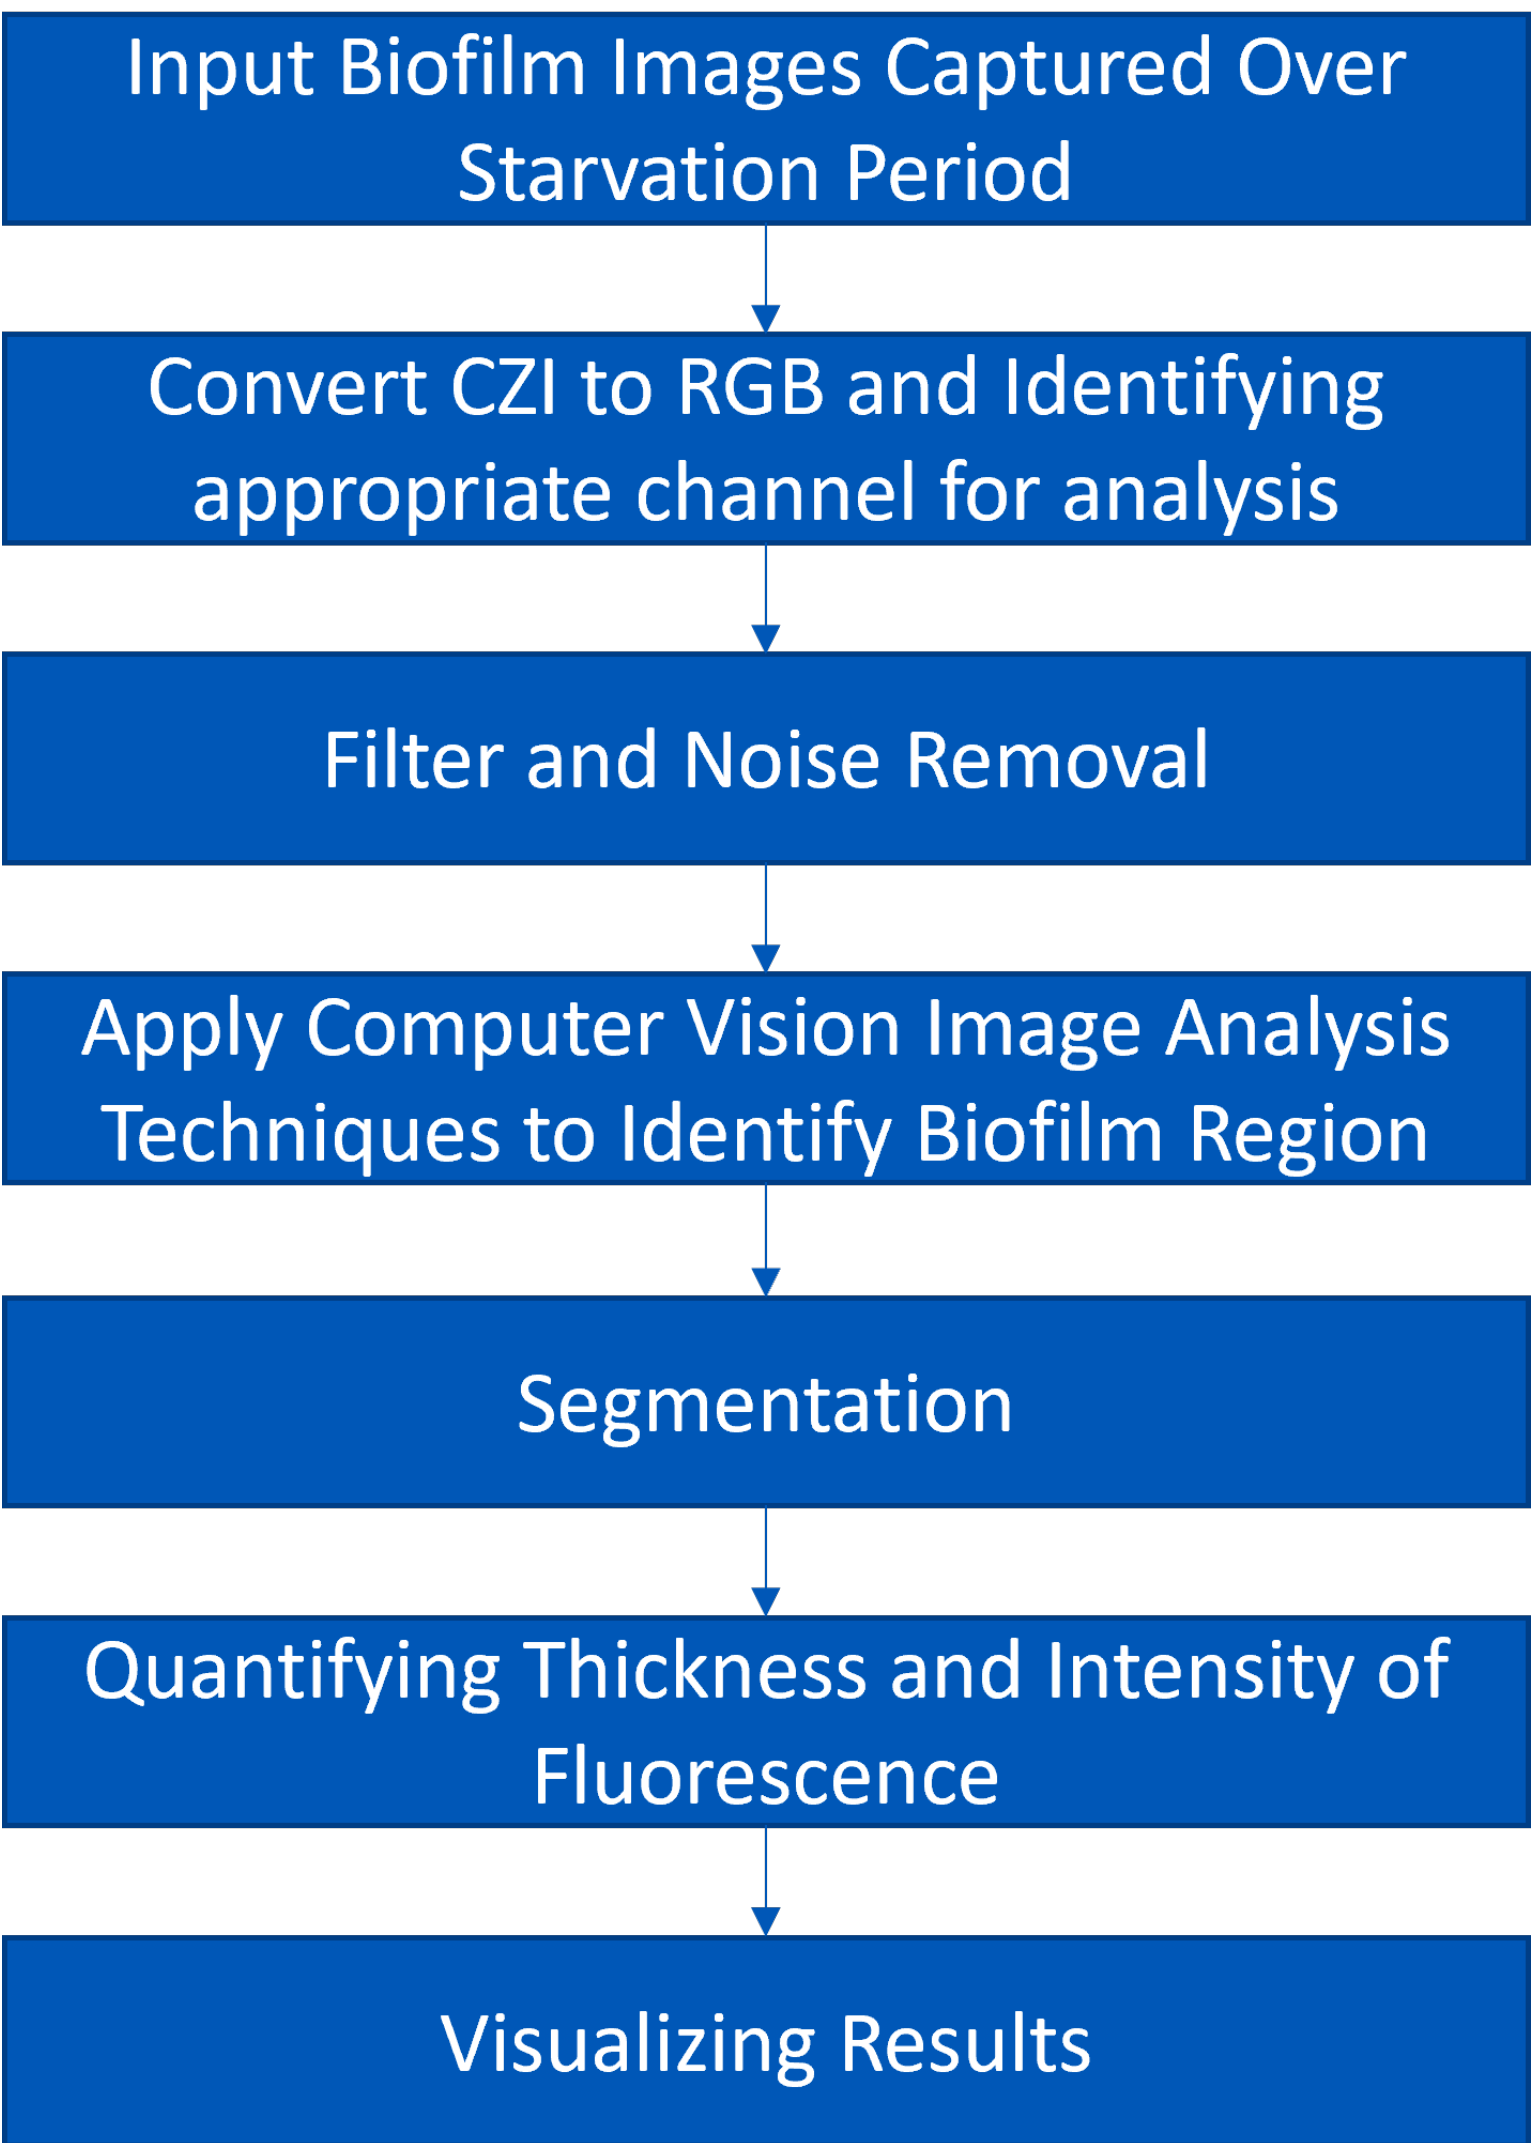 Input Biofilm Images Captured Over
Starvation Period
Convert CZI to RGB and Identifying
appropriate channel for analysis
Filter and Noise Removal
Apply Computer Vision Image Analysis
Techniques to Identify Biofilm Region
Segmentation
Quantifying Thickness and Intensity of
Fluorescence
Visualizing Results